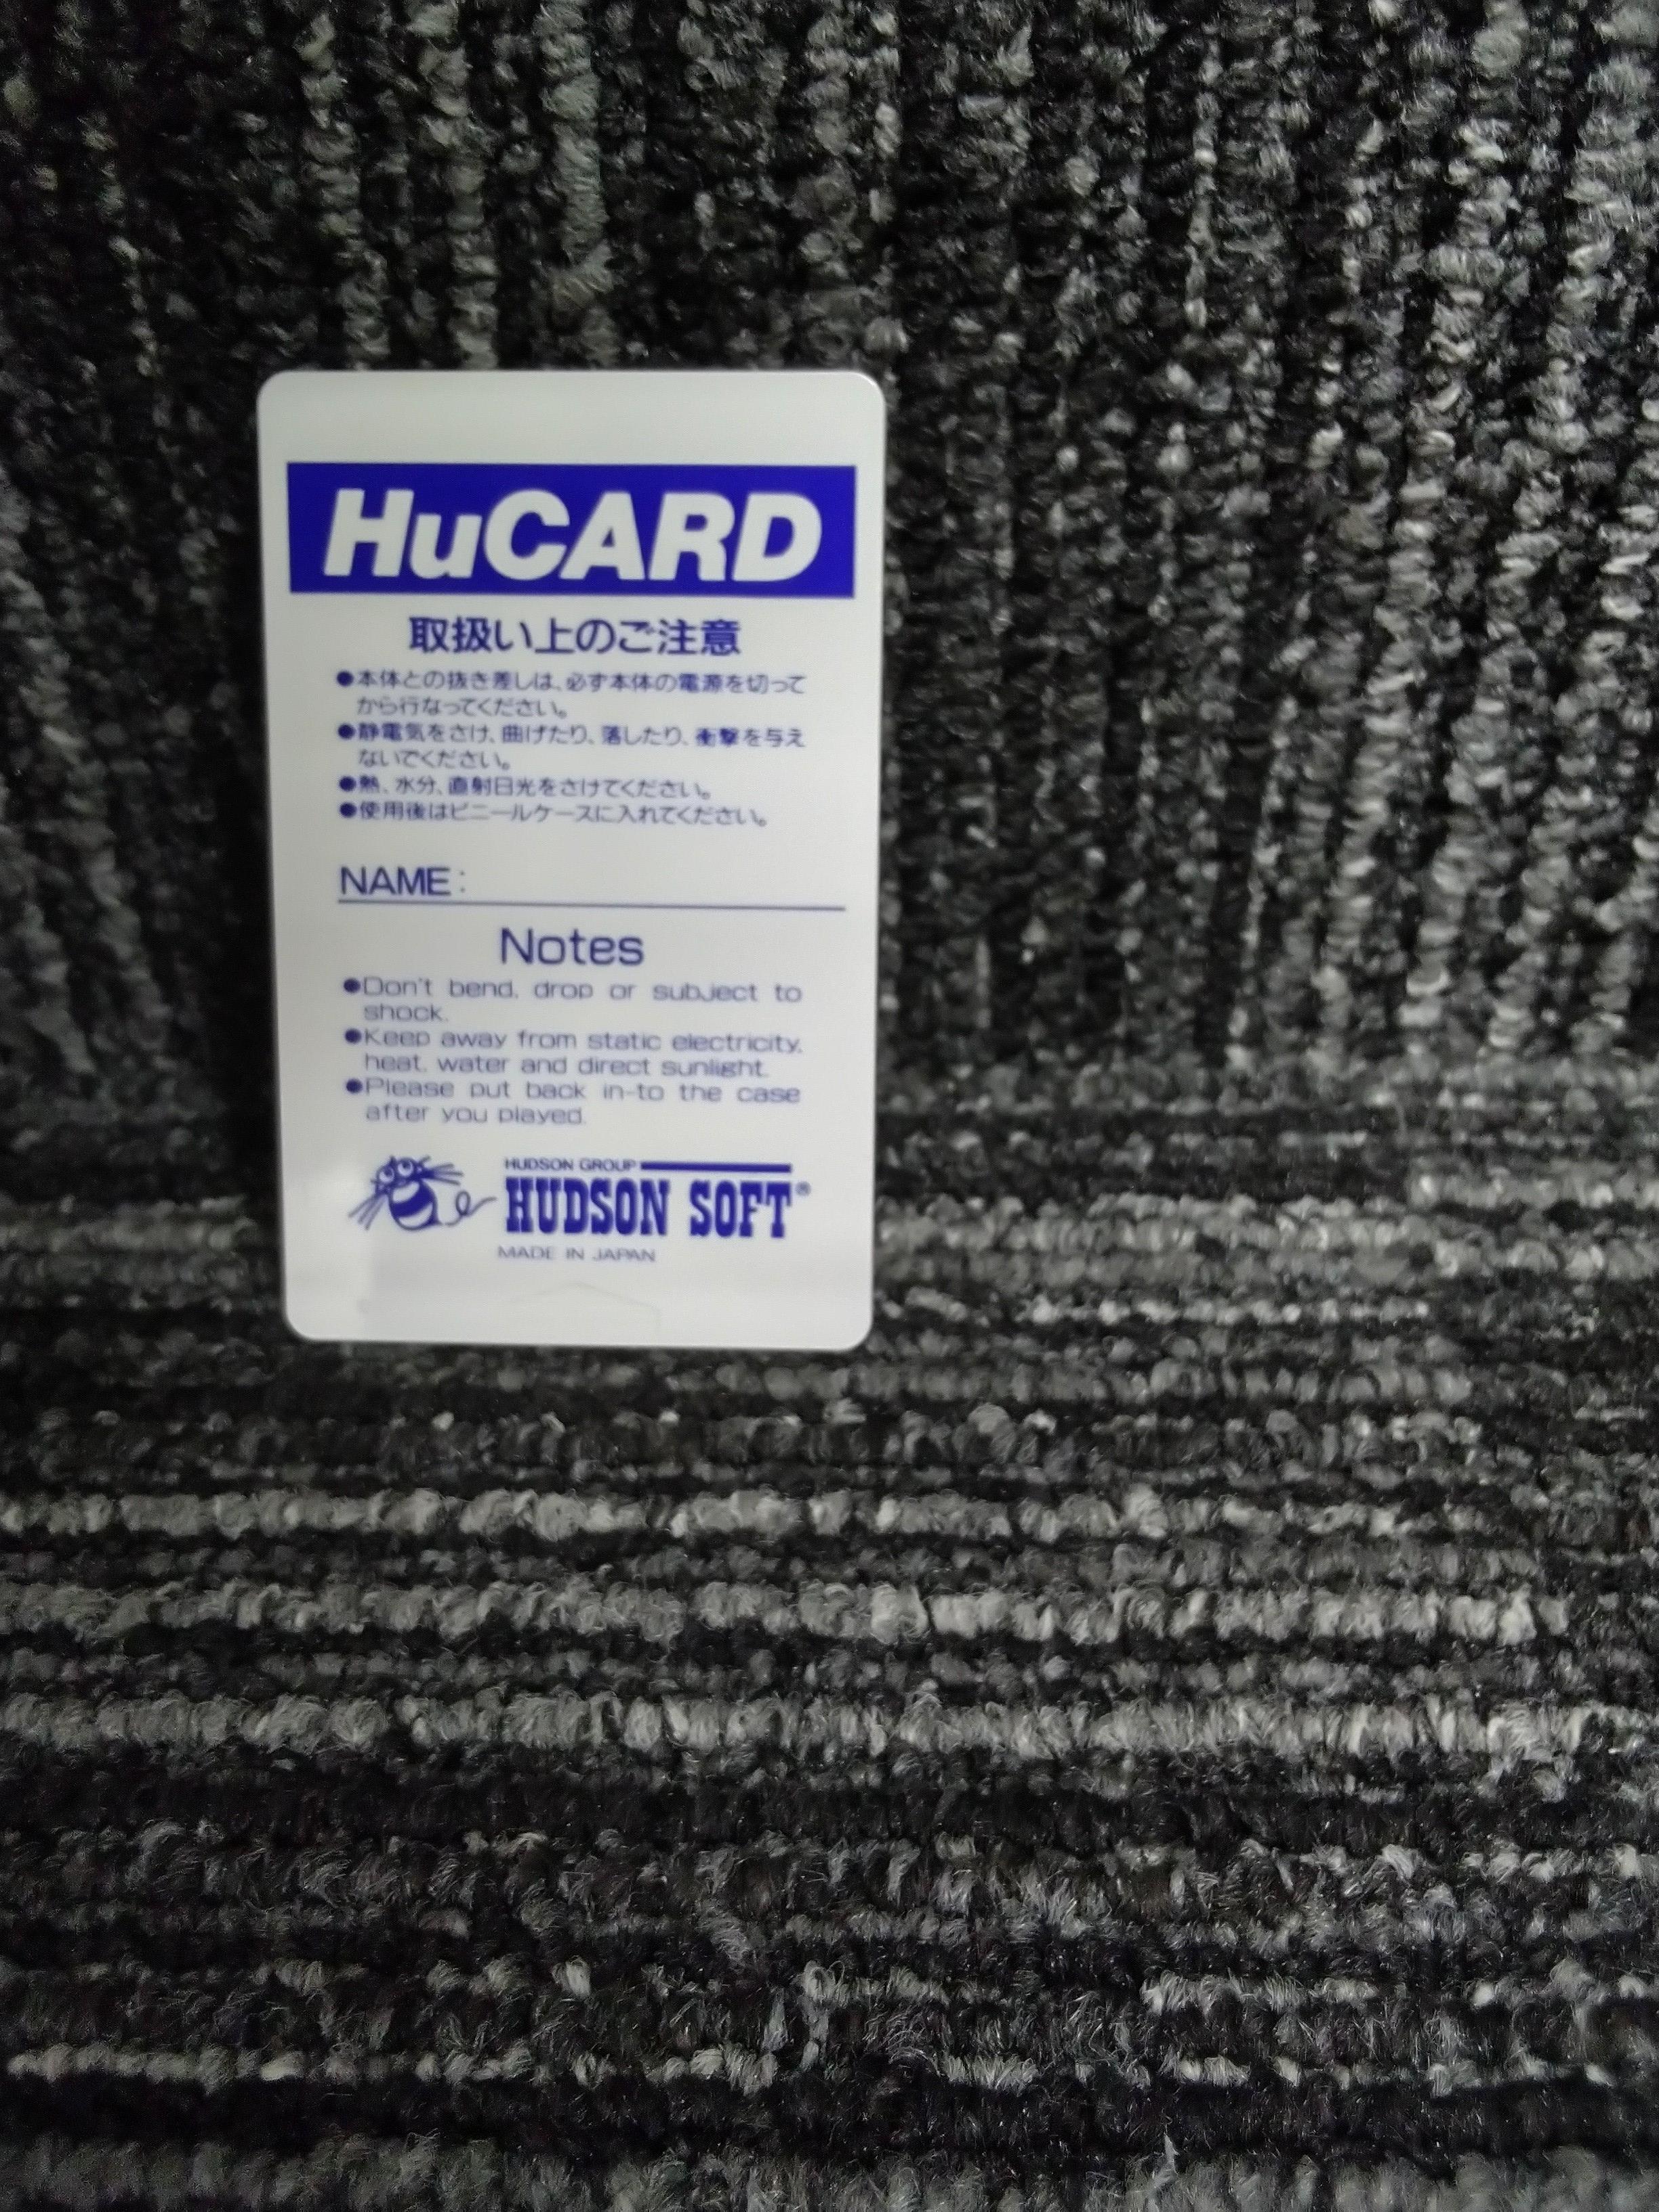 HuCARD
取扱い上のご注意
●本体との抜き差しは、必ず本体の電源を切って
から行なってください。
●静電気をさけ、曲げたり、落したり、衝撃を与え
ないでください。
●熱、水分、直射日光をさけてください。
●使用後はビニールケースに入れてください。
NAME:
Notes
●Don't bend, drop or subject to
shock.
●Keep away from static electricity,
heat, water and direct sunlight.
●Please put back in-to the case
after you played.
HUDSON GROUP
HUDSON SOFT®
MADE IN JAPAN